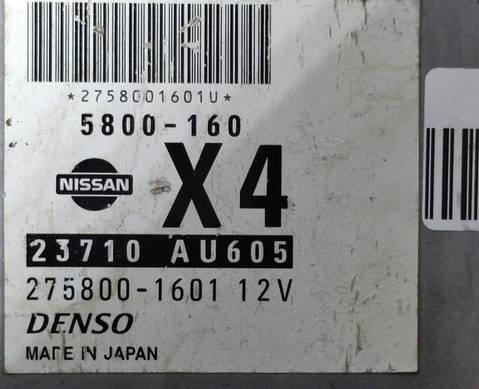 *2758001601U*
5800-160
X4
NISSAN
23710 AU605
275800-1601 12V
DENSO
MADE IN JAPAN